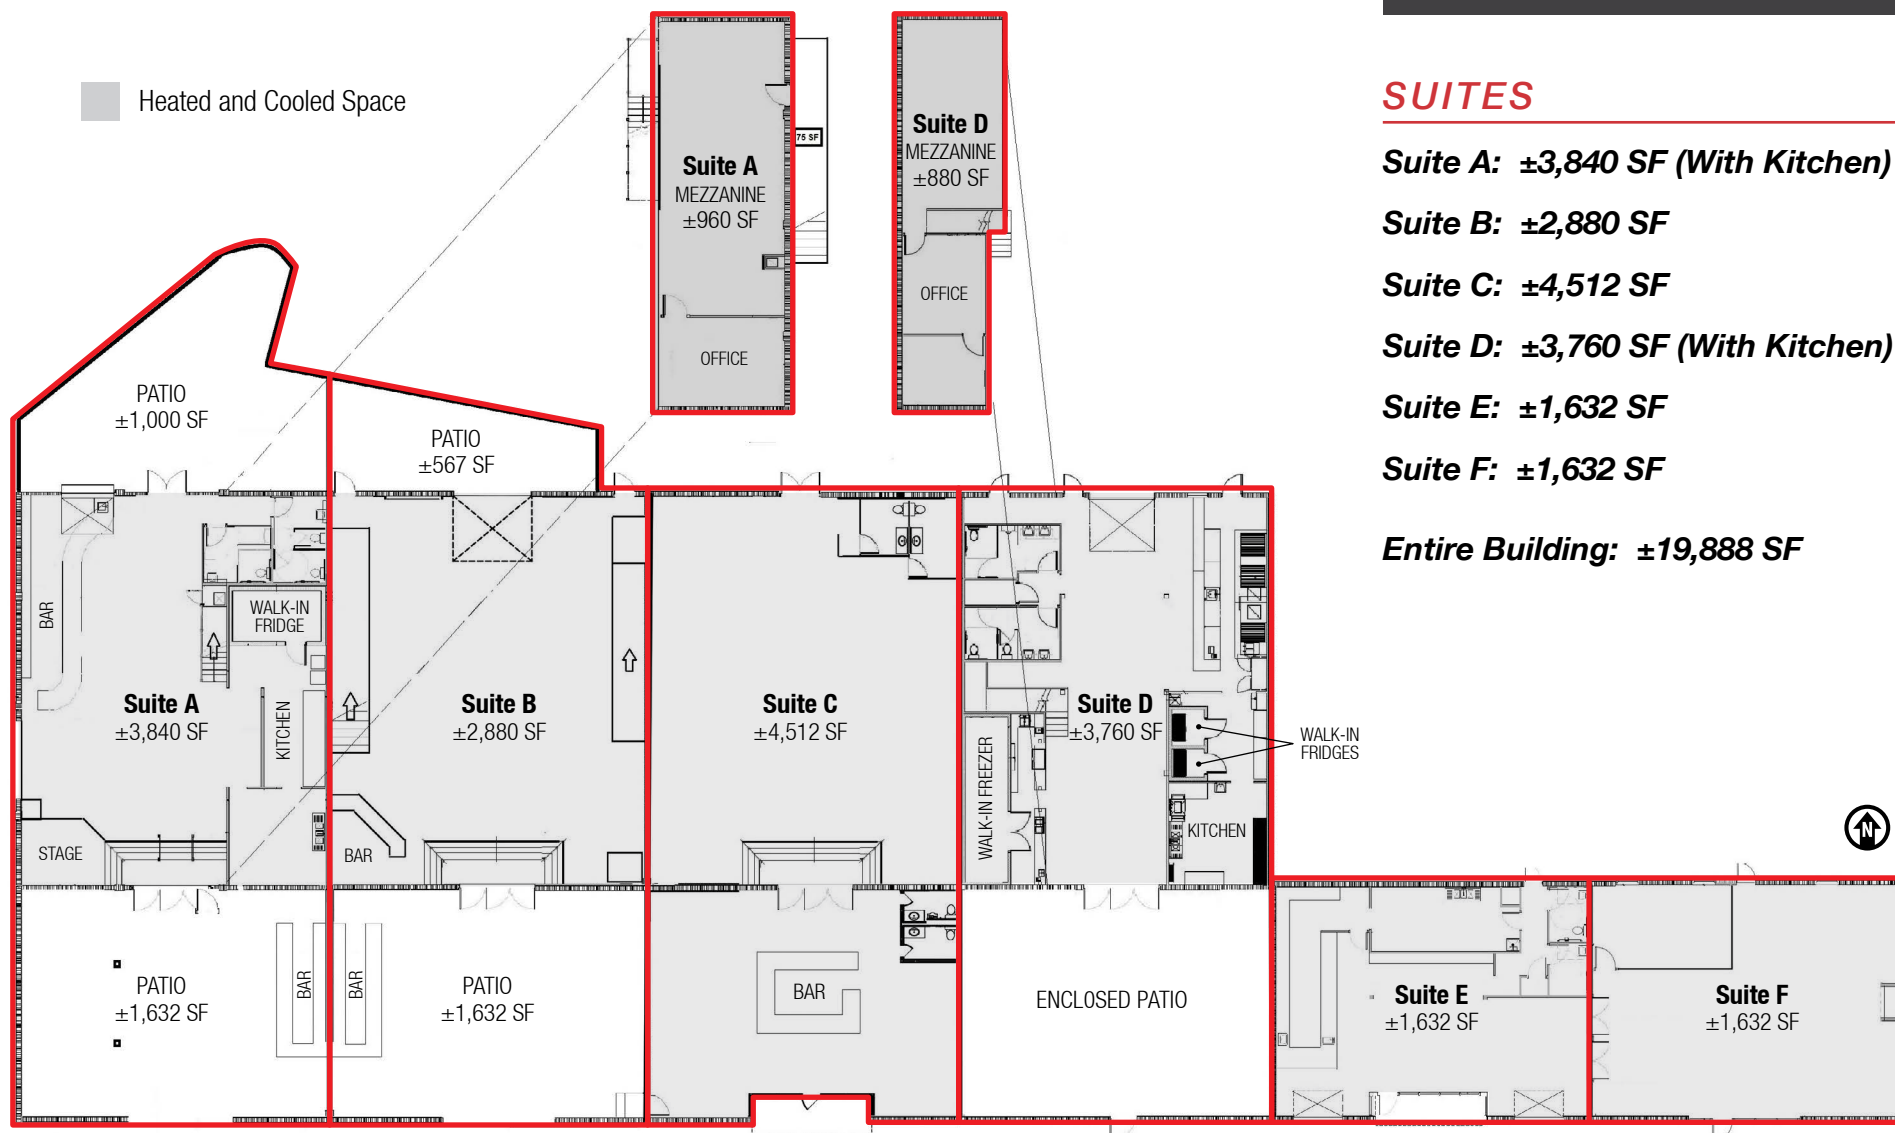 Heated and Cooled Space
Suite A
MEZZANINE
±960 SF
OFFICE
75 SF
Suite D
MEZZANINE
±880 SF
OFFICE
SUITES
Suite A: ±3,840 SF (With Kitchen)
Suite B: ±2,880 SF
Suite C: ±4,512 SF
Suite D: ±3,760 SF (With Kitchen)
Suite E: ±1,632 SF
Suite F: ±1,632 SF
Entire Building: ±19,888 SF
PATIO
±1,000 SF
PATIO
±567 SF
BAR
WALK-IN
FRIDGE
Suite A
±3,840 SF
KITCHEN
STAGE
Suite B
±2,880 SF
BAR
Suite C
±4,512 SF
Suite D
±3,760 SF
WALK-IN FREEZER
KITCHEN
WALK-IN
FRIDGES
N
PATIO
±1,632 SF
BAR
BAR
PATIO
±1,632 SF
BAR
ENCLOSED PATIO
Suite E
±1,632 SF
Suite F
±1,632 SF